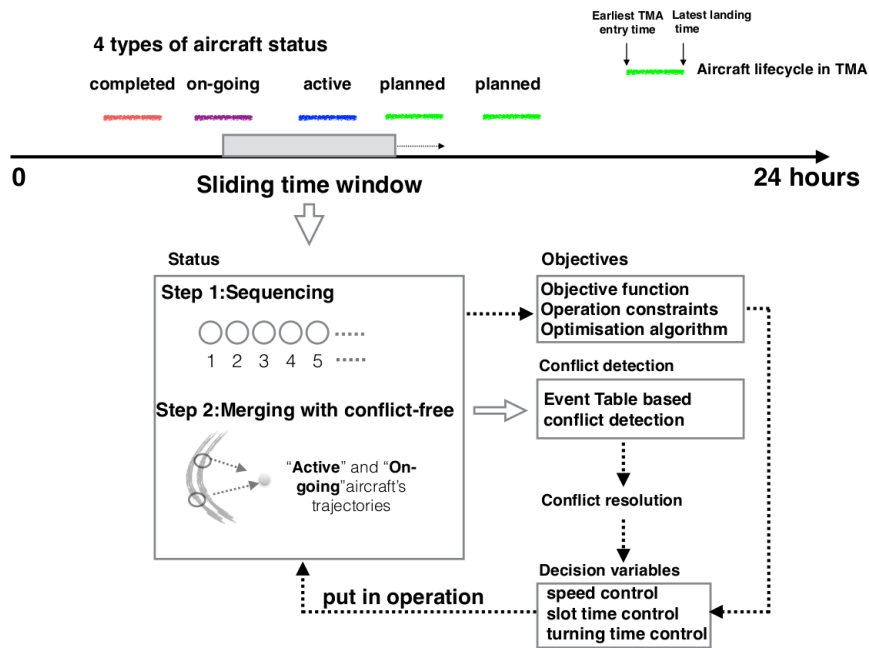 Earliest TMA
entry time
Latest landing
time
4 types of aircraft status
Aircraft lifecycle in TMA
completed
on-going
active
planned
planned
0
Sliding time window
24 hours
Status
Step 1:Sequencing
1 2 3 4 5
Step 2:Merging with conflict-free
“Active” and “On-
going”aircraft’s
trajectories
Objectives
Objective function
Operation constraints
Optimisation algorithm
Conflict detection
Event Table based
conflict detection
Conflict resolution
Decision variables
speed control
slot time control
turning time control
put in operation